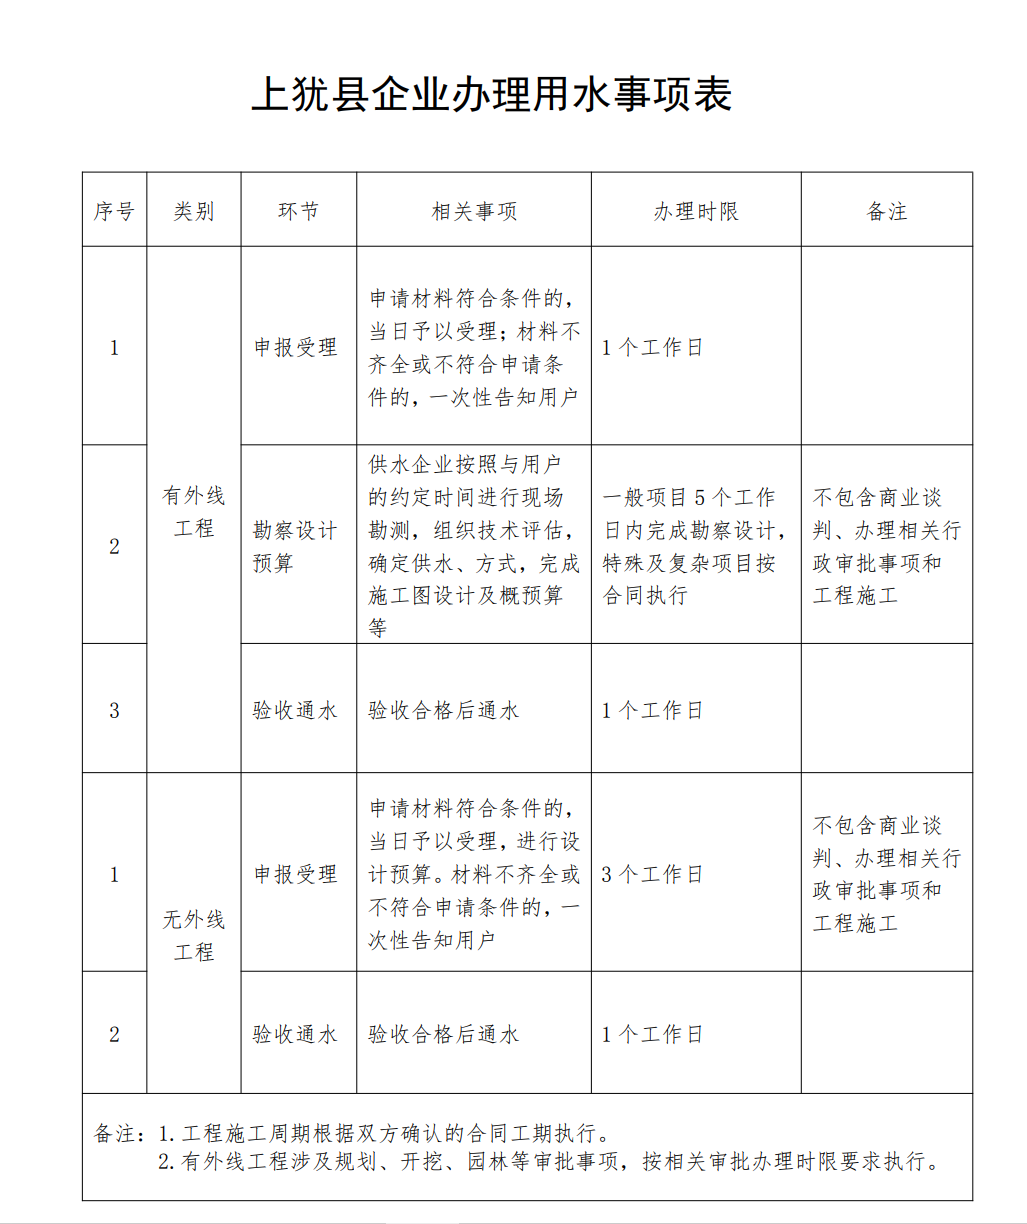 上犹县企业办理用水事项表
序号 类别 环节 相关事项 办理时限 备注
1
有外线
工程
申报受理
申请材料符合条件的，
当日予以受理；材料不
齐全或不符合申请条
件的，一次性告知用户
1 个工作日
2
勘察设计
预算
供水企业按照与用户
的约定时间进行现场
勘测，组织技术评估，
确定供水、方式，完成
施工图设计及概预算
等
一般项目 5 个工作
日内完成勘察设计，
特殊及复杂项目按
合同执行
不包含商业谈
判、办理相关行
政审批事项和
工程施工
3
验收通水
验收合格后通水
1 个工作日
1
无外线
工程
申报受理
申请材料符合条件的，
当日予以受理，进行设
计预算。材料不齐全或
不符合申请条件的，一
次性告知用户
3 个工作日
不包含商业谈
判、办理相关行
政审批事项和
工程施工
2
验收通水
验收合格后通水
1 个工作日
备注：1.工程施工周期根据双方确认的合同工期执行。
2.有外线工程涉及规划、开挖、园林等审批事项，按相关审批办理时限要求执行。